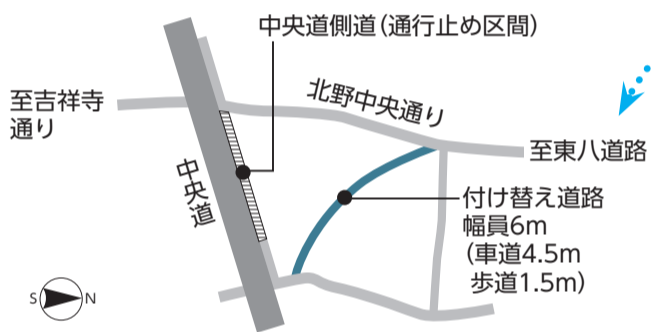 中央道側道（通行止め区間）
至吉祥寺
通り
北野中央通り
至東八道路
中央道
付け替え道路
幅員6m
（車道4.5m
歩道1.5m）
S N